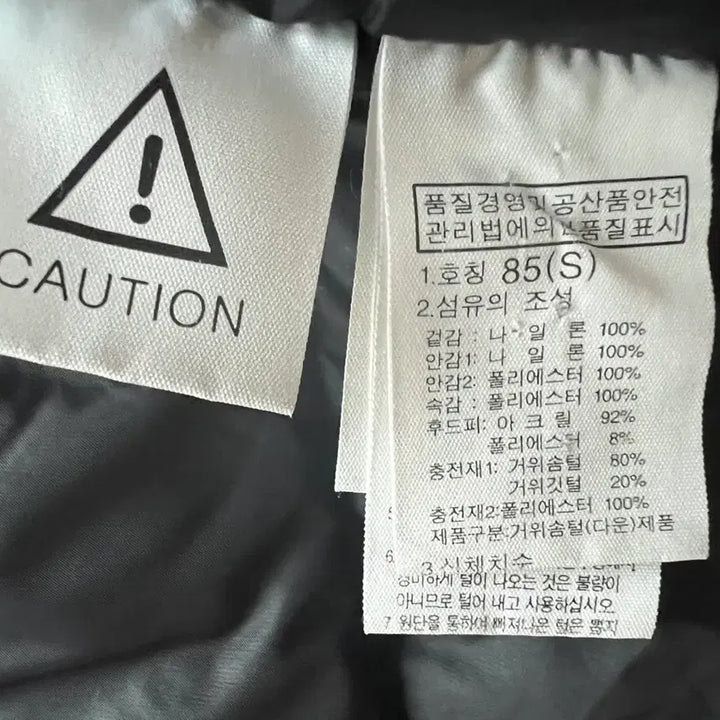 CAUTION
품질경영및공산품안전
관리법에의한품질표시
1.호칭 85(S)
2.섬유의 조성
겉감 : 나 일 론 100%
안감1: 나 일 론 100%
안감2: 폴리에스터 100%
속감 : 폴리에스터 100%
후드피: 아 크 릴 92%
폴리에스터 8%
충전재1: 거위솜털 80%
거위깃털 20%
충전재2:폴리에스터 100%
제품구분:거위솜털(다운)제품
3.신체치수
경미하게 털이 나오는 것은 불량이
아니므로 털어 내고 사용하십시오.
7 원단을 통하여 빠져나온 털은 뽑지